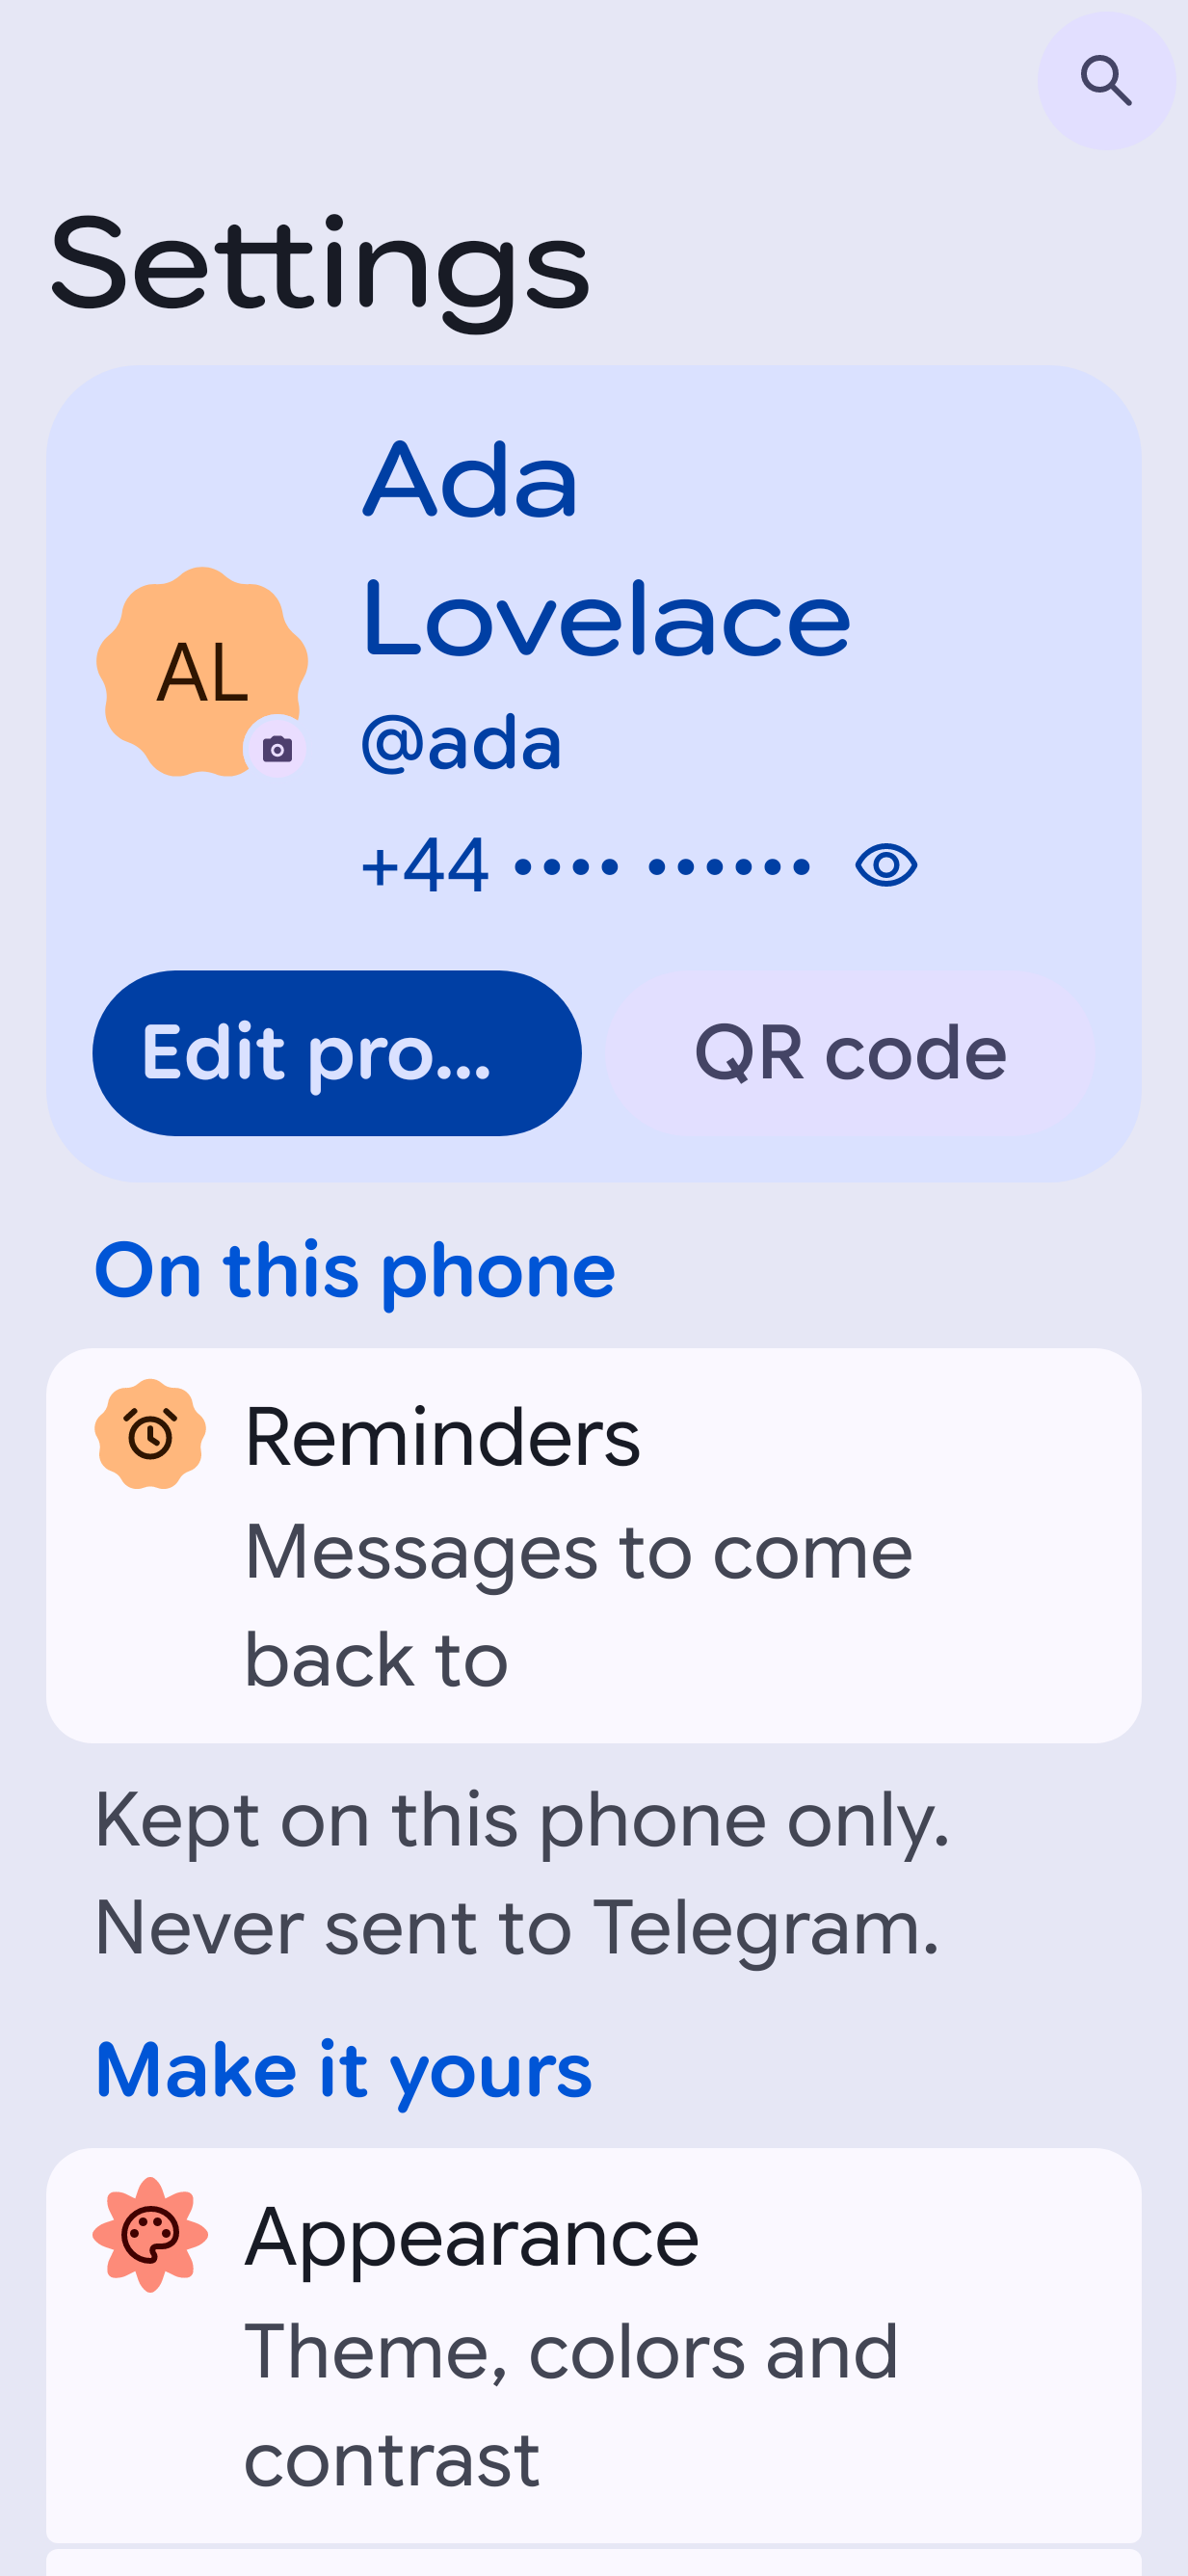 Settings
Ada
Lovelace
AL
@ada
+44 •••• ••••••
Edit pro...
QR code
On this phone
Reminders
Messages to come
back to
Kept on this phone only.
Never sent to Telegram.
Make it yours
Appearance
Theme, colors and
contrast